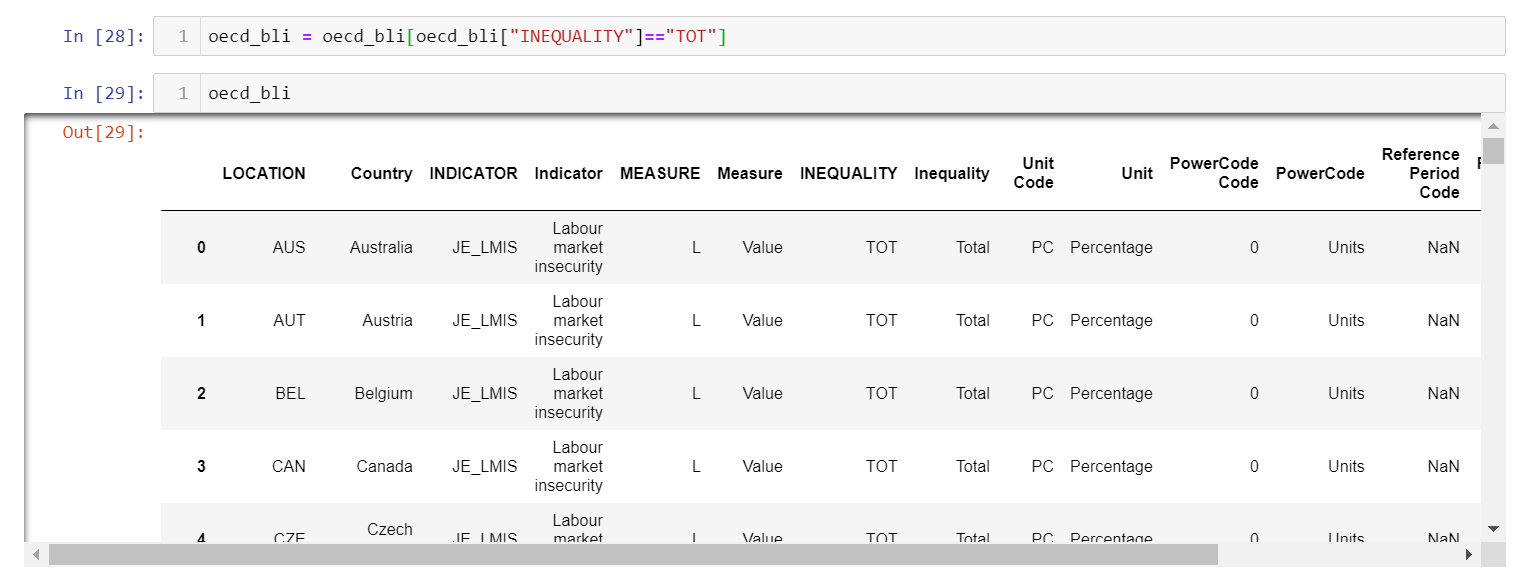 In [28]: 1 oecd_bli = oecd_bli[oecd_bli["INEQUALITY"]=="TOT"]
In [29]: 1 oecd_bli
Out[29]:
LOCATION Country INDICATOR Indicator MEASURE Measure INEQUALITY Inequality Unit Code Unit PowerCode Code PowerCode Reference Period Code
0 AUS Australia JE_LMIS Labour market insecurity L Value TOT Total PC Percentage 0 Units NaN
1 AUT Austria JE_LMIS Labour market insecurity L Value TOT Total PC Percentage 0 Units NaN
2 BEL Belgium JE_LMIS Labour market insecurity L Value TOT Total PC Percentage 0 Units NaN
3 CAN Canada JE_LMIS Labour market insecurity L Value TOT Total PC Percentage 0 Units NaN
4 CZE Czech JE_LMIS Labour market L Value TOT Total PC Percentage 0 Units NaN